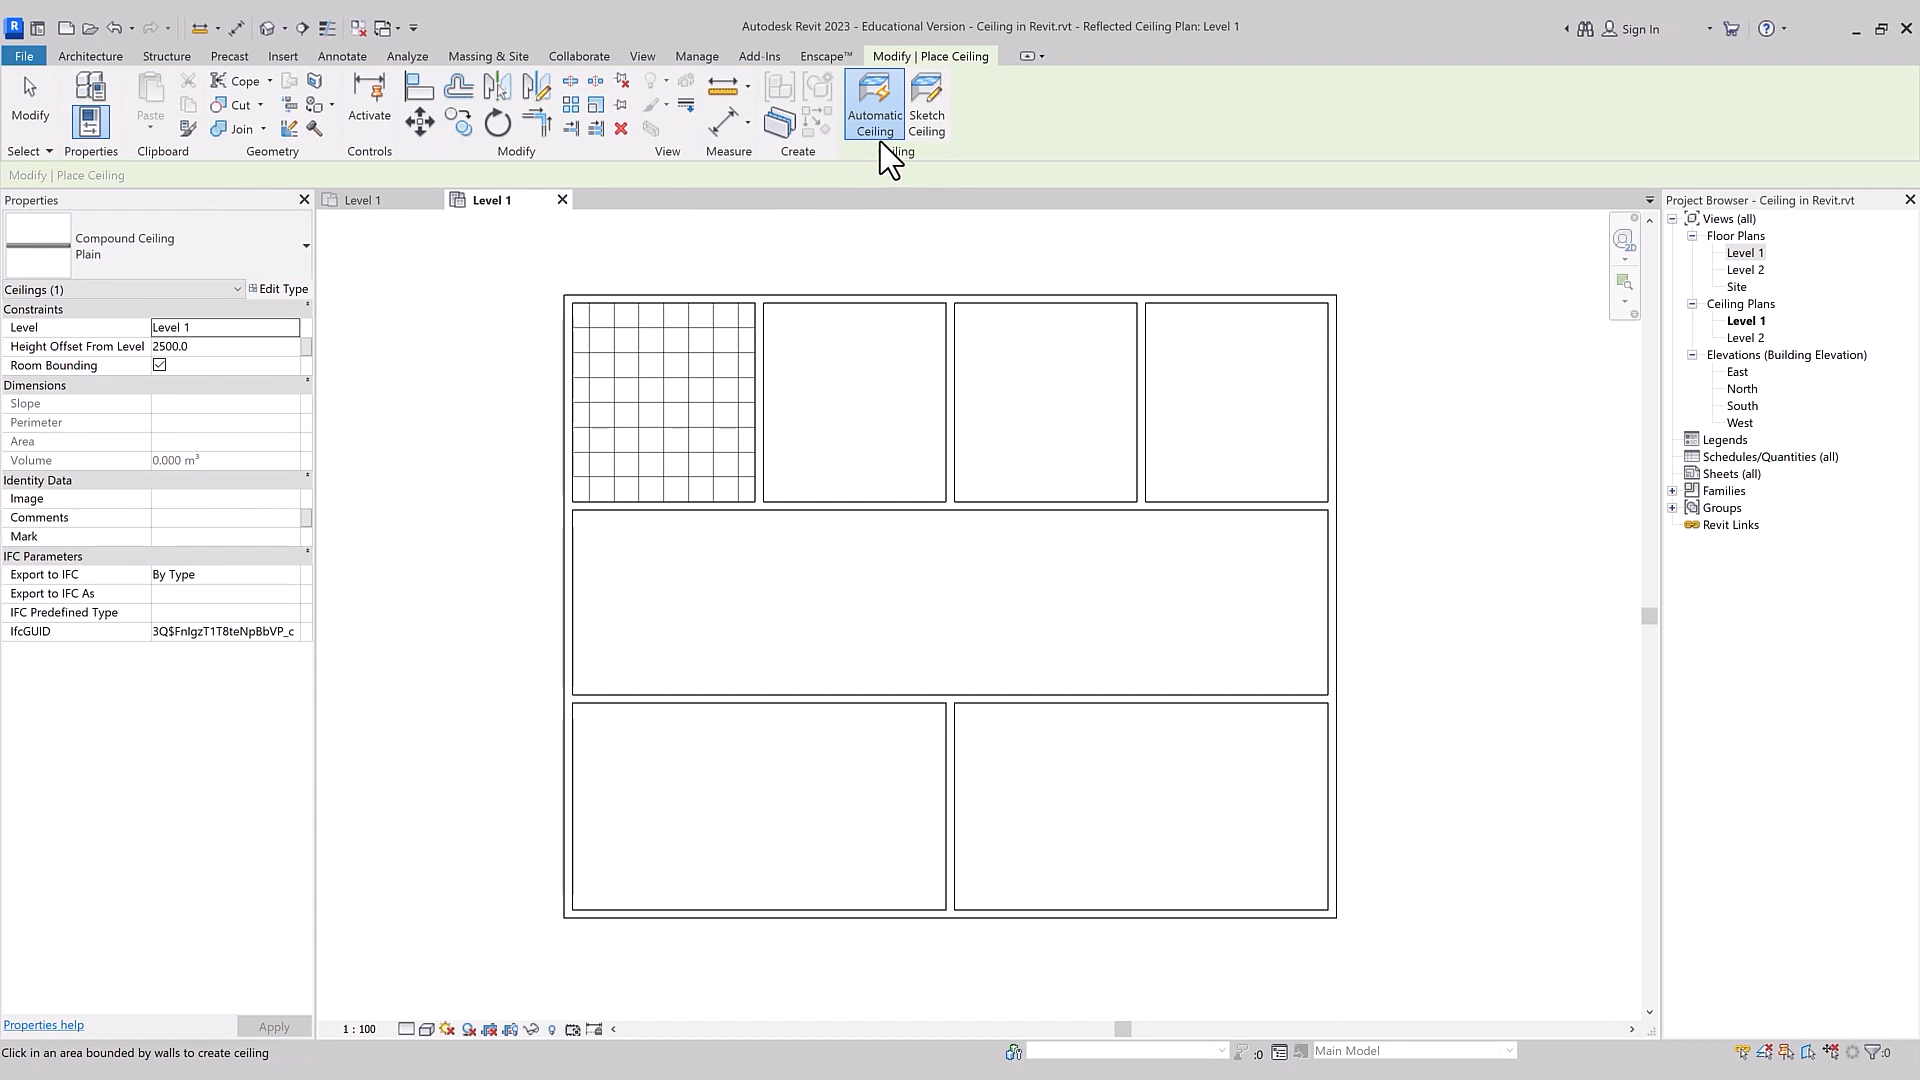 Autodesk Revit 2023 - Educational Version - Ceiling in Revit.rvt - Reflected Ceiling Plan: Level 1
Sign In
File
Architecture
Structure
Precast
Insert
Annotate
Analyze
Massing & Site
Collaborate
View
Manage
Add-Ins
Enscape™
Modify | Place Ceiling
Modify
Select
Properties
Paste
Clipboard
Cope
Cut
Join
Geometry
Activate
Controls
Modify
View
Measure
Create
Automatic
Ceiling
Sketch
Ceiling
Modify | Place Ceiling
Properties
Compound Ceiling
Plain
Ceilings (1)
Edit Type
Constraints
Level
Level 1
Height Offset From Level
2500.0
Room Bounding
Dimensions
Slope
Perimeter
Area
Volume
0.000 m³
Identity Data
Image
Comments
Mark
IFC Parameters
Export to IFC
By Type
Export to IFC As
IFC Predefined Type
IfcGUID
Properties help
Apply
Click in an area bounded by walls to create ceiling
Level 1
Level 1
2D
1 : 100
:0
Main Model
:0
Project Browser - Ceiling in Revit.rvt
Views (all)
Floor Plans
Level 1
Level 2
Site
Ceiling Plans
Level 1
Level 2
Elevations (Building Elevation)
East
North
South
West
Legends
Schedules/Quantities (all)
Sheets (all)
Families
Groups
Revit Links